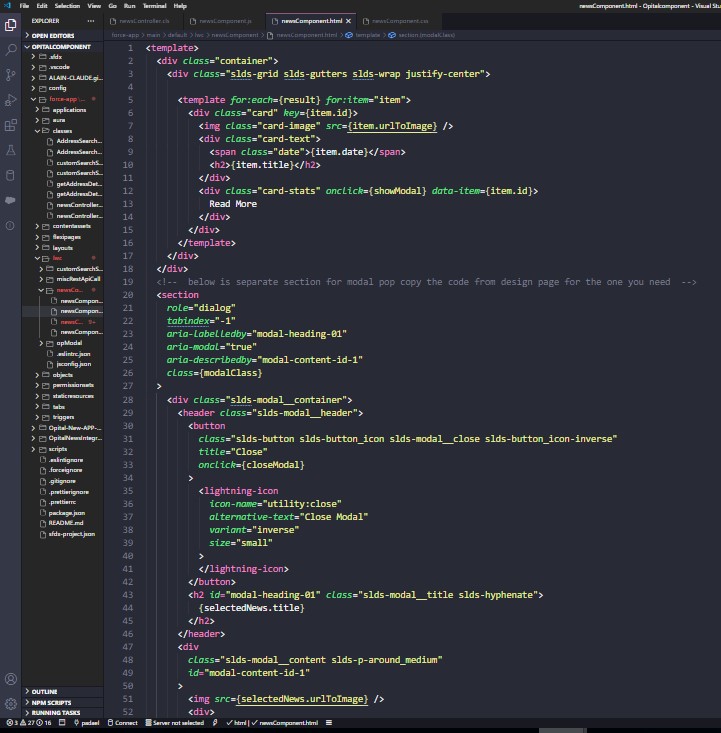 File Edit Selection View Go Run Terminal Help newsComponent.html - Opitalcomponent - Visual Stu
EXPLORER ···
OPEN EDITORS
OPITALCOMPONENT
.sfdx
.vscode
ALAIN-CLAUDE.gi...
config
force-app\...
applications
aura
classes
AddressSearch...
AddressSearch...
customSearchS...
customSearchS...
getAddressDet...
getAddressDet...
newsController...
newsController...
contentassets
flexipages
layouts
lwc
customSearchS...
miscRestApiCall
newsCo...
newsCompon...
newsCompon...
newsC... 9+
newsCompon...
opModal
.eslintrc.json
jsconfig.json
objects
permissionsets
staticresources
tabs
triggers
Opital-New-APP-...
OpitalNewsIntegr...
scripts
.eslintignore
.forceignore
.gitignore
.prettierignore
.prettierrc
package.json
README.md
sfdx-project.json
OUTLINE
NPM SCRIPTS
RUNNING TASKS
newsController.cls newsComponent.js newsComponent.html × newsComponent.css
force-app > main > default > lwc > newsComponent > newsComponent.html > template > section.{modalClass}
1 <template>
2 <div class="container">
3 <div class="slds-grid slds-gutters slds-wrap justify-center">
4
5 <template for:each={result} for:item="item">
6 <div class="card" key={item.id}>
7 <img class="card-image" src={item.urlToImage} />
8 <div class="card-text">
9 <span class="date">{item.date}</span>
10 <h2>{item.title}</h2>
11 </div>
12 <div class="card-stats" onclick={showModal} data-item={item.id}>
13 Read More
14 </div>
15 </div>
16 </template>
17 </div>
18 </div>
19 <!-- below is separate section for modal pop copy the code from design page for the one you need -->
20 <section
21 role="dialog"
22 tabindex="-1"
23 aria-labelledby="modal-heading-01"
24 aria-modal="true"
25 aria-describedby="modal-content-id-1"
26 class={modalClass}
27 >
28 <div class="slds-modal__container">
29 <header class="slds-modal__header">
30 <button
31 class="slds-button slds-button_icon slds-modal__close slds-button_icon-inverse"
32 title="Close"
33 onclick={closeModal}
34 >
35 <lightning-icon
36 icon-name="utility:close"
37 alternative-text="Close Modal"
38 variant="inverse"
39 size="small"
40 >
41 </lightning-icon>
42 </button>
43 <h2 id="modal-heading-01" class="slds-modal__title slds-hyphenate">
44 {selectedNews.title}
45 </h2>
46 </header>
47 <div
48 class="slds-modal__content slds-p-around_medium"
49 id="modal-content-id-1"
50 >
51 <img src={selectedNews.urlToImage} />
52 <div>
3 27 16 padael Connect Server not selected html | newsComponent.html